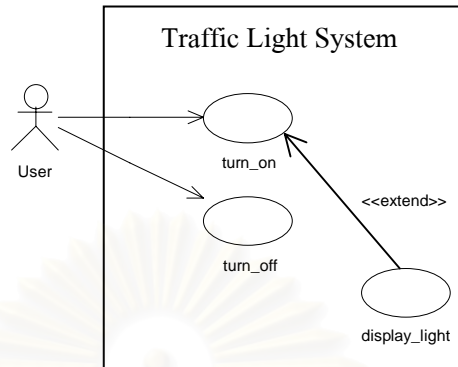 Traffic Light System
turn_on
User
<<extend>>
turn_off
display_light